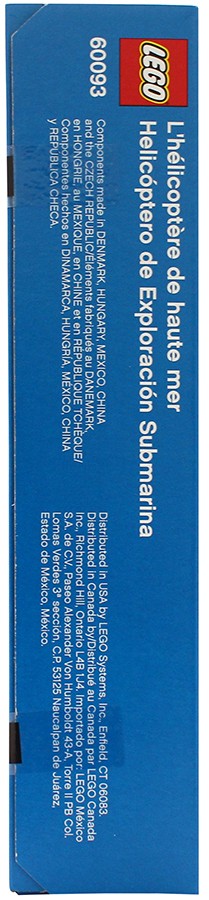 LEGO
L'hélicoptère de haute mer
Helicóptero de Exploración Submarina
60093
Components made in DENMARK, HUNGARY, MEXICO, CHINA
and the CZECH REPUBLIC/Éléments fabriqués au DANEMARK,
en HONGRIE, au MEXIQUE, en CHINE et en RÉPUBLIQUE TCHÈQUE/
Componentes hechos en DINAMARCA, HUNGRÍA, MÉXICO, CHINA
y REPÚBLICA CHECA.
Distributed in USA by LEGO Systems, Inc., Enfield, CT 06083.
Distributed in Canada by/Distribué au Canada par LEGO Canada
Inc., Richmond Hill, Ontario L4B 1J4. Importado por: LEGO México
S.A. de C.V., Paseo Alexander Von Humboldt 43-A, Torre II PB Col.
Lomas Verdes 3ª sección, C.P. 53125 Naucalpan de Juárez,
Estado de México, México.